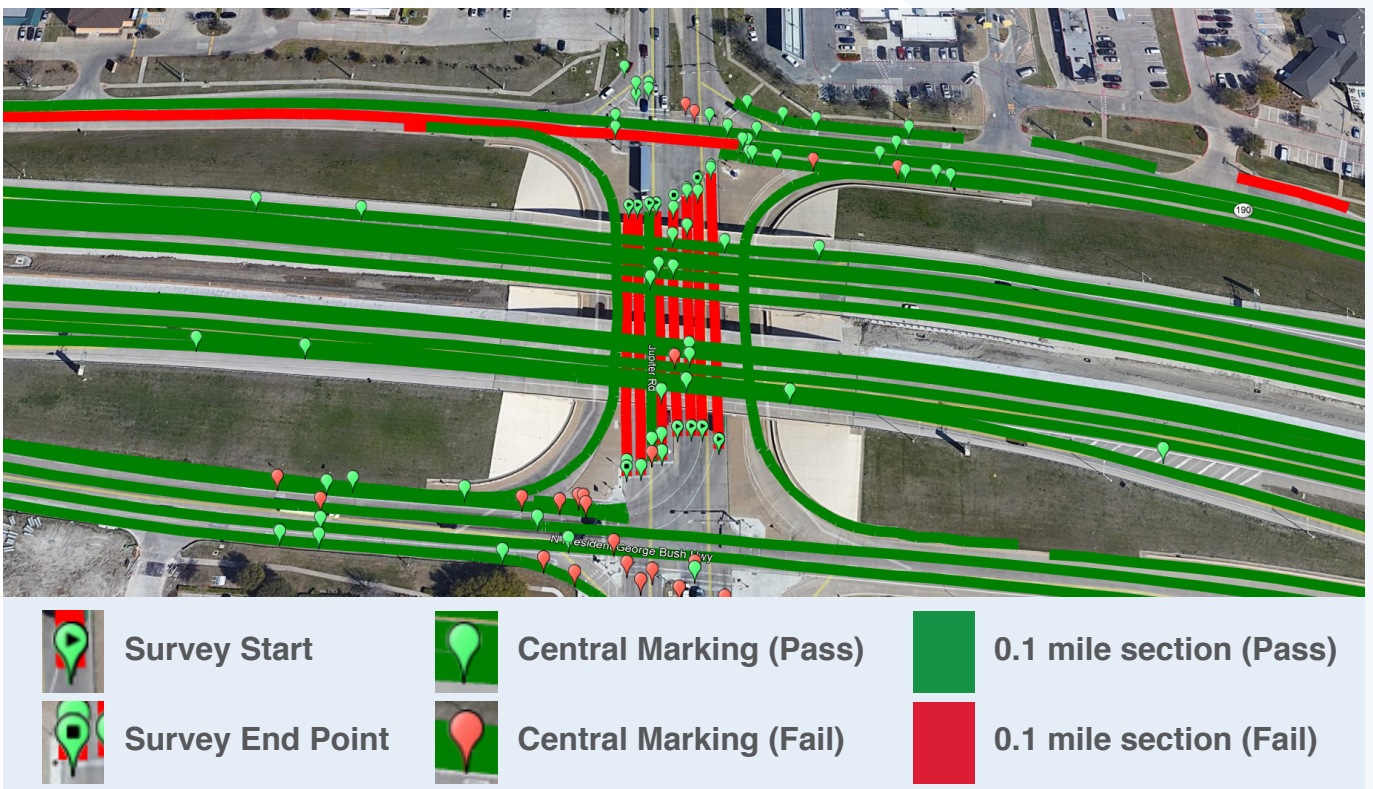 190
Jupiter Rd
N President George Bush Hwy
Survey Start
Central Marking (Pass)
0.1 mile section (Pass)
Survey End Point
Central Marking (Fail)
0.1 mile section (Fail)